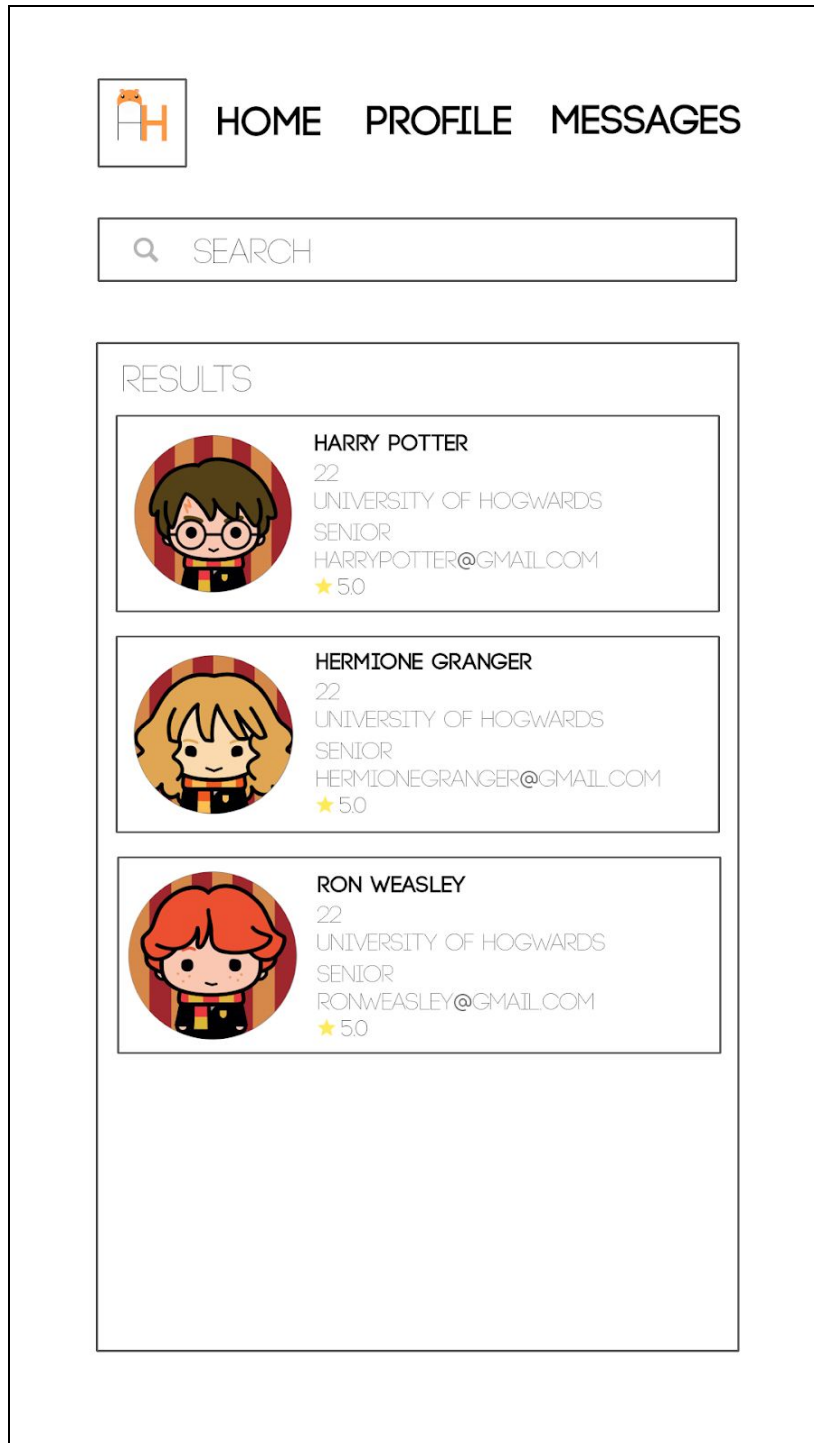 AH
HOME PROFILE MESSAGES
SEARCH
RESULTS
HARRY POTTER
22
UNIVERSITY OF HOGWARDS
SENIOR
HARRYPOTTER@GMAIL.COM
5.0
HERMIONE GRANGER
22
UNIVERSITY OF HOGWARDS
SENIOR
HERMIONEGRANGER@GMAIL.COM
5.0
RON WEASLEY
22
UNIVERSITY OF HOGWARDS
SENIOR
RONWEASLEY@GMAIL.COM
5.0